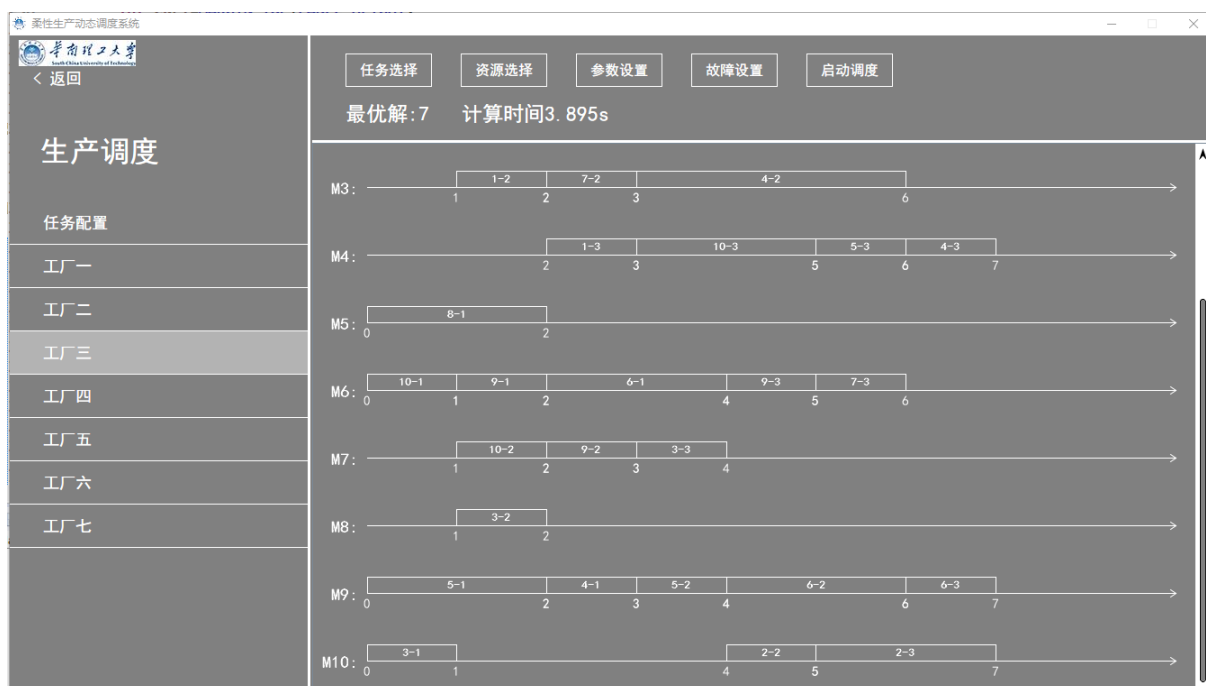 柔性生产动态调度系统
華南理工大学
South China University of Technology
< 返回
生产调度
任务配置
工厂一
工厂二
工厂三
工厂四
工厂五
工厂六
工厂七
任务选择 资源选择 参数设置 故障设置 启动调度
最优解:7 计算时间3.895s
1-2 7-2 4-2
M3:
1 2 3 6
1-3 10-3 5-3 4-3
M4:
2 3 5 6 7
8-1
M5:
0 2
10-1 9-1 6-1 9-3 7-3
M6:
0 1 2 4 5 6
10-2 9-2 3-3
M7:
1 2 3 4
3-2
M8:
1 2
5-1 4-1 5-2 6-2 6-3
M9:
0 2 3 4 6 7
3-1 2-2 2-3
M10:
0 1 4 5 7